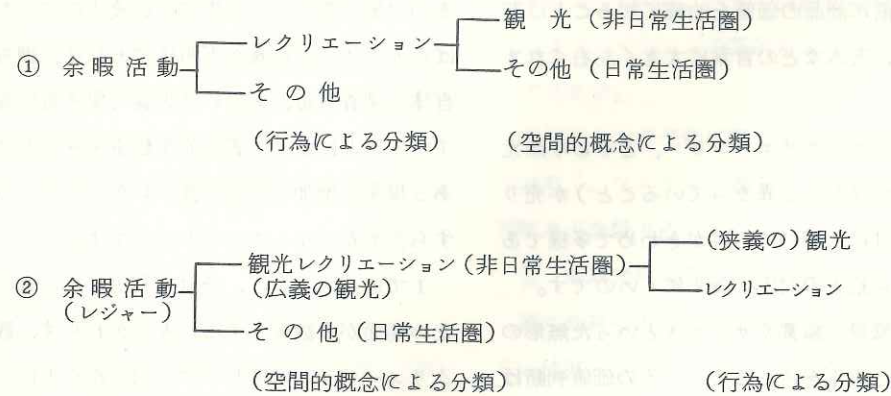 観 光 (非日常生活圏)
レクリエーション
① 余暇活動
その他 (日常生活圏)
その他
(行為による分類) (空間的概念による分類)
(狭義の)観光
観光レクリエーション(非日常生活圏)
② 余暇活動 (広義の観光) レクリエーション
(レジャー)
その他 (日常生活圏)
(空間的概念による分類) (行為による分類)